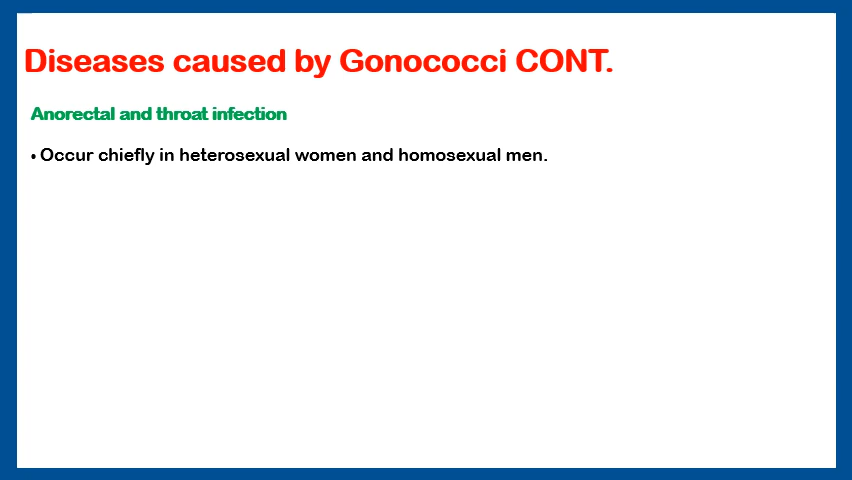 Diseases caused by Gonococci CONT.
Anorectal and throat infection
• Occur chiefly in heterosexual women and homosexual men.